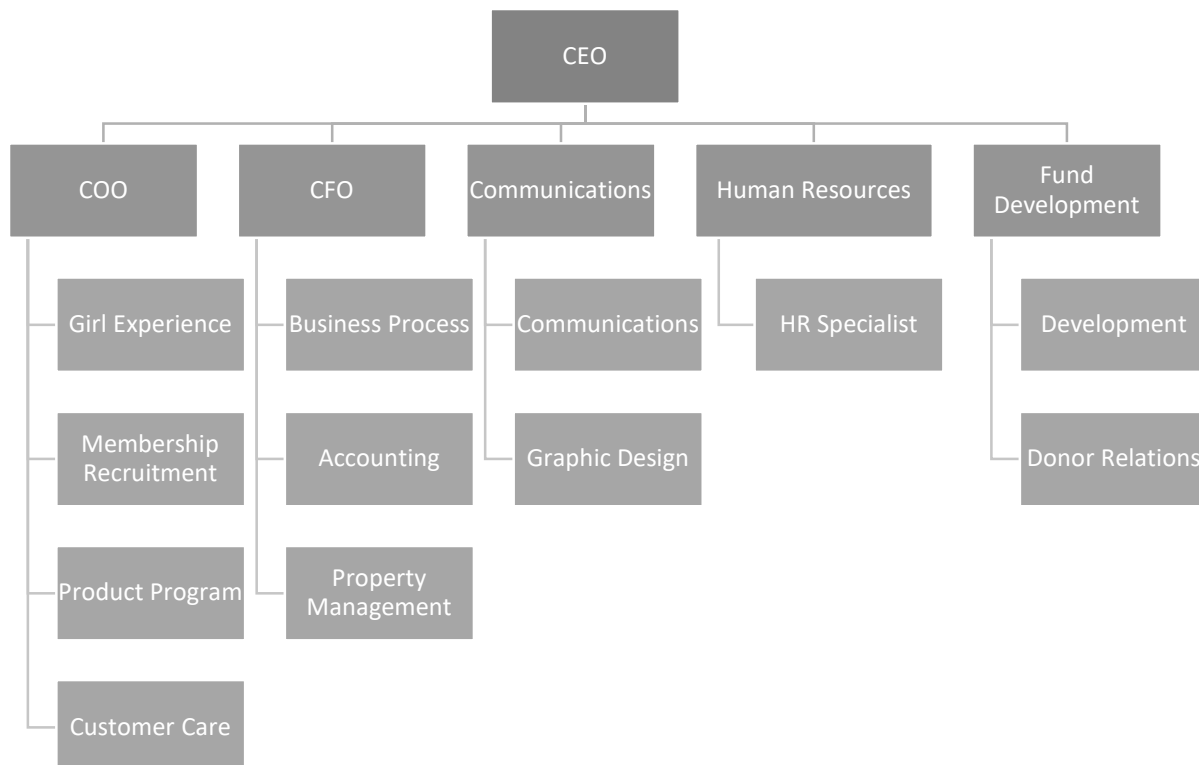 CEO
COO
CFO
Communications
Human Resources
Fund
Development
Girl Experience
Business Process
Communications
HR Specialist
Development
Membership
Recruitment
Accounting
Graphic Design
Donor Relations
Product Program
Property
Management
Customer Care